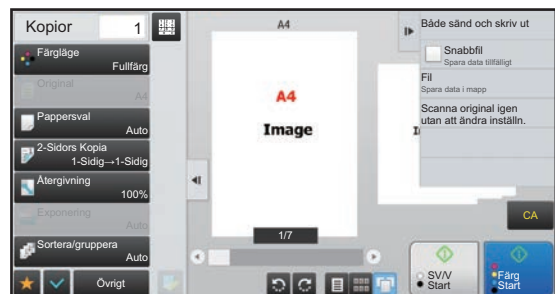 Kopior 1
Färgläge
Fullfärg
Original
A4
Pappersval
Auto
2-Sidors Kopia
1-Sidig→1-Sidig
Återgivning
100%
Exponering
Auto
Sortera/gruppera
Auto
Övrigt
A4
A4
Image
1/7
Både sänd och skriv ut
Snabbfil
Spara data tillfälligt
Fil
Spara data i mapp
Scanna original igen
utan att ändra inställn.
CA
SV/V
Start
Färg
Start